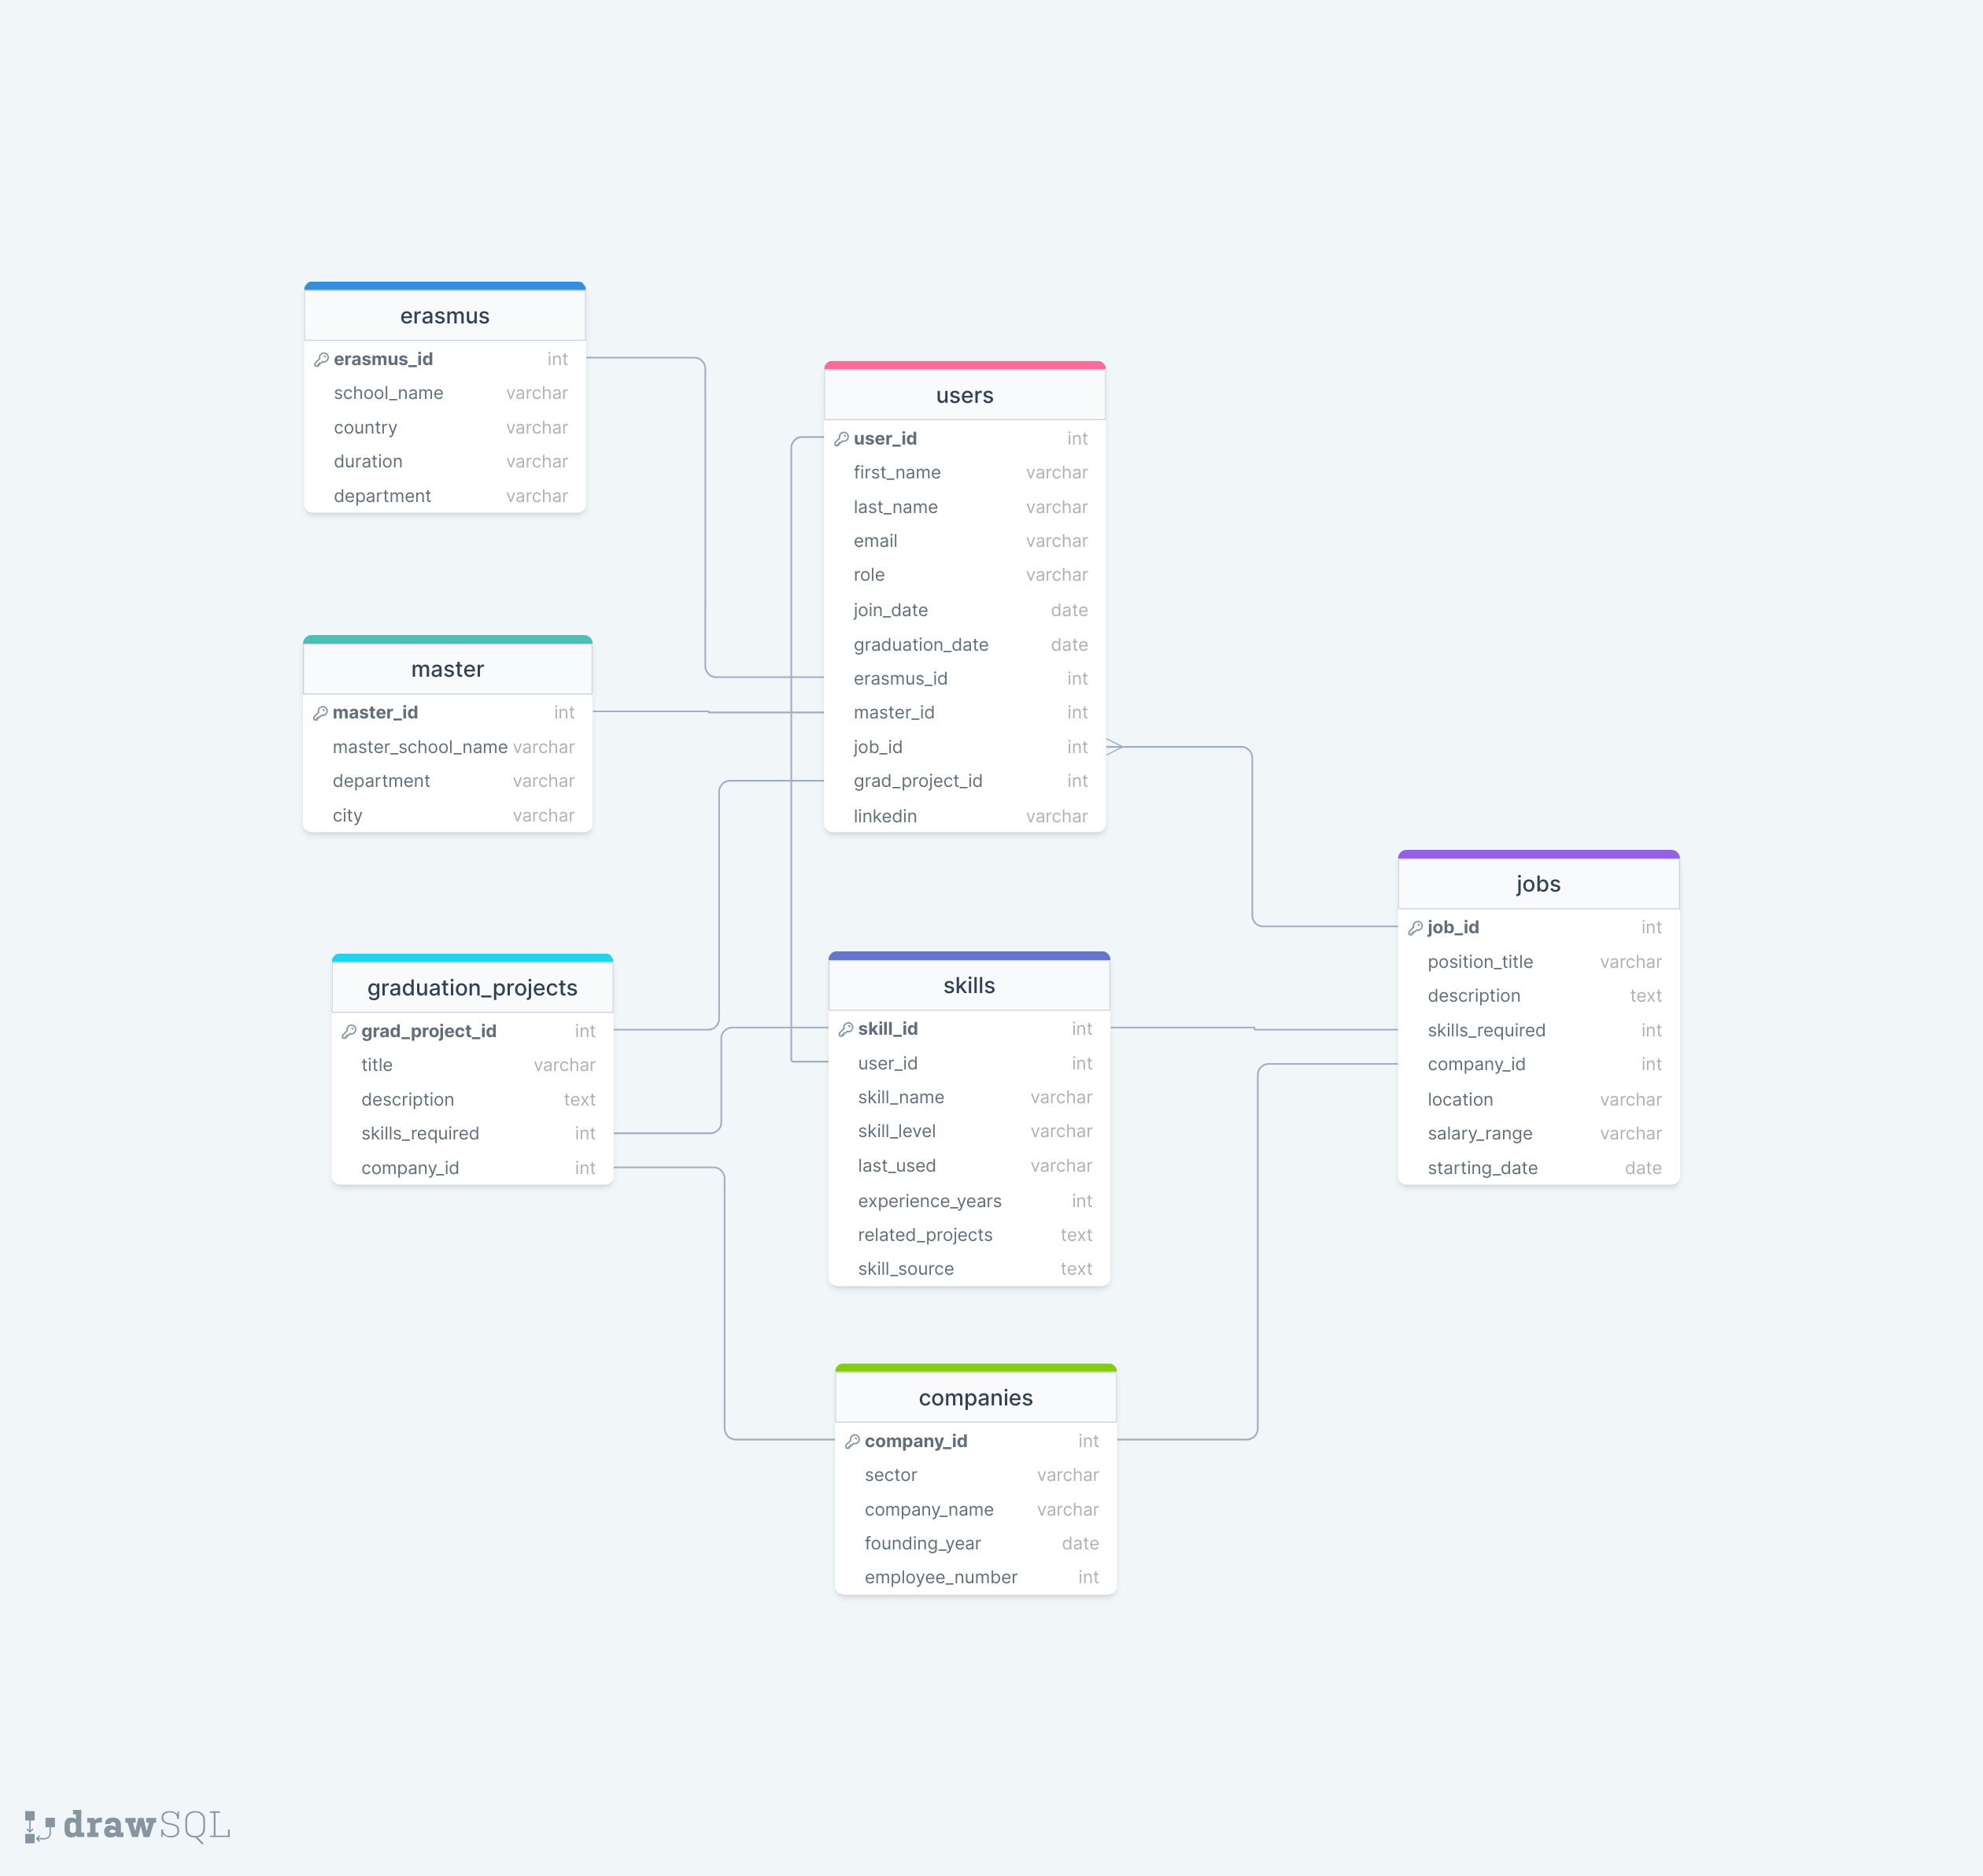 erasmus
erasmus_id int
school_name varchar
country varchar
duration varchar
department varchar
users
user_id int
first_name varchar
last_name varchar
email varchar
role varchar
join_date date
graduation_date date
erasmus_id int
master_id int
job_id int
grad_project_id int
linkedin varchar
master
master_id int
master_school_name varchar
department varchar
city varchar
jobs
job_id int
position_title varchar
description text
skills_required int
company_id int
location varchar
salary_range varchar
starting_date date
graduation_projects
grad_project_id int
title varchar
description text
skills_required int
company_id int
skills
skill_id int
user_id int
skill_name varchar
skill_level varchar
last_used varchar
experience_years int
related_projects text
skill_source text
companies
company_id int
sector varchar
company_name varchar
founding_year date
employee_number int
drawSQL